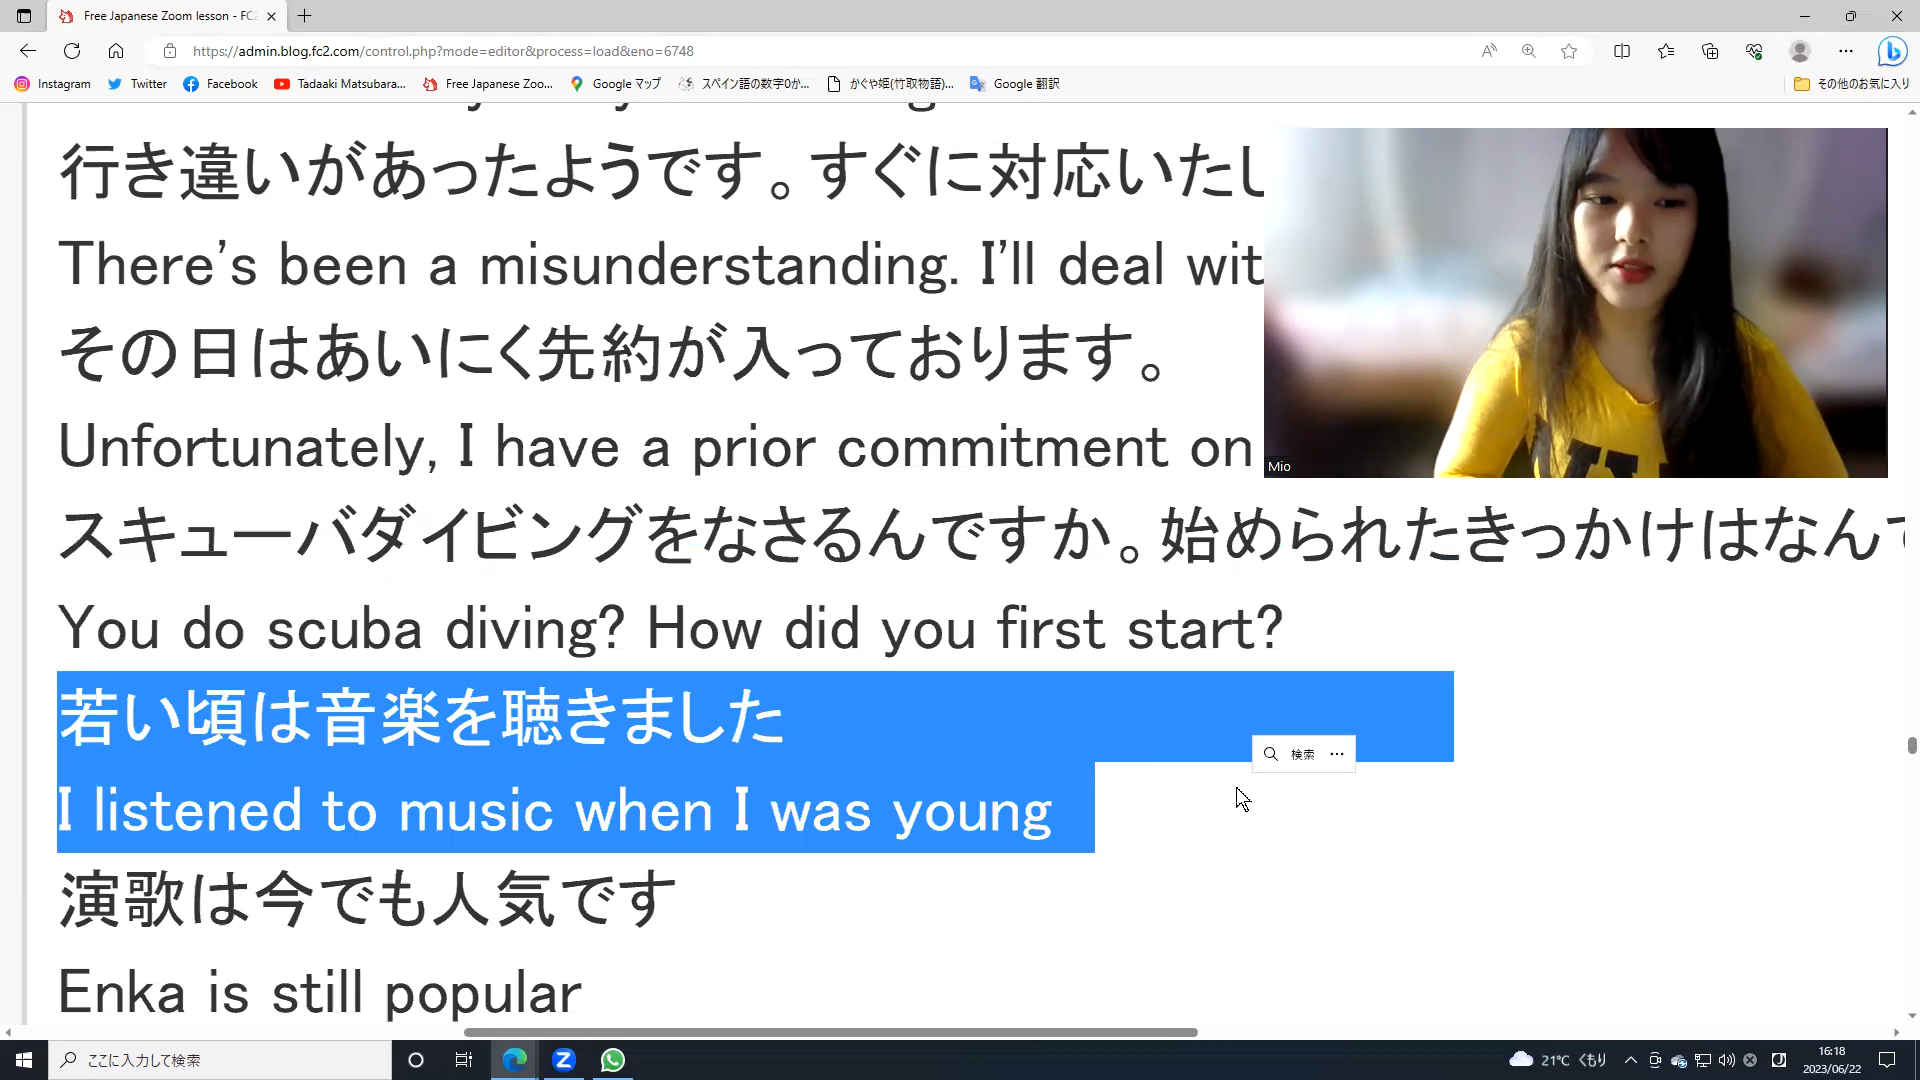 Free Japanese Zoom lesson - FC2
https://admin.blog.fc2.com/control.php?mode=editor&process=load&eno=6748
Instagram Twitter Facebook Tadaaki Matsubara... Free Japanese Zoo... Google マップ スペイン語の数字0か... かぐや姫(竹取物語)... Google 翻訳 その他のお気に入り
行き違いがあったようです。すぐに対応いたし
There's been a misunderstanding. I'll deal wit
その日はあいにく先約が入っております。
Unfortunately, I have a prior commitment on
Mio
スキューバダイビングをなさるんですか。始められたきっかけはなんで
You do scuba diving? How did you first start?
若い頃は音楽を聴きました
検索
I listened to music when I was young
演歌は今でも人気です
Enka is still popular
ここに入力して検索
21℃ くもり
16:18
2023/06/22